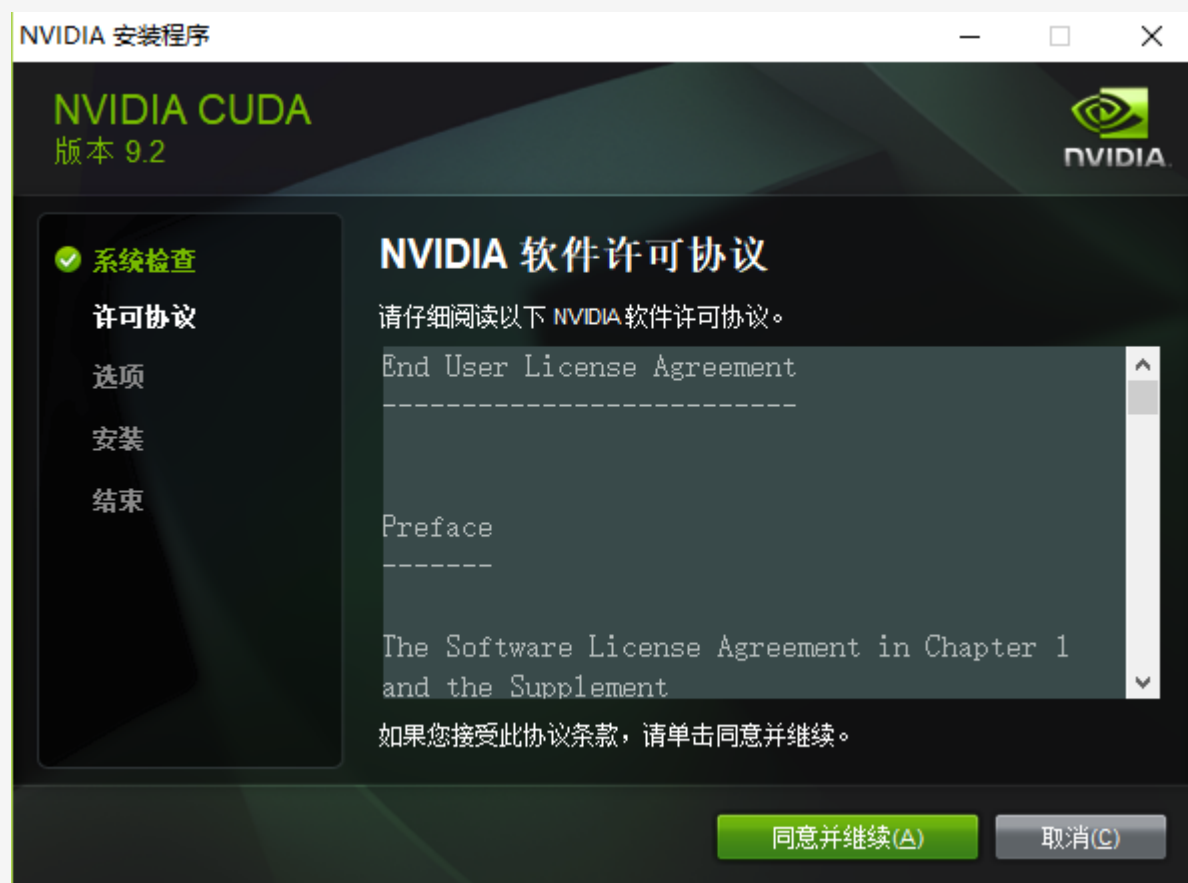 NVIDIA 安装程序
NVIDIA CUDA
版本 9.2
NVIDIA.
系统检查
许可协议
选项
安装
结束
NVIDIA 软件许可协议
请仔细阅读以下 NVIDIA 软件许可协议。
End User License Agreement
--------------------------
Preface
-------
The Software License Agreement in Chapter 1
and the Supplement
如果您接受此协议条款，请单击同意并继续。
同意并继续(A)
取消(C)